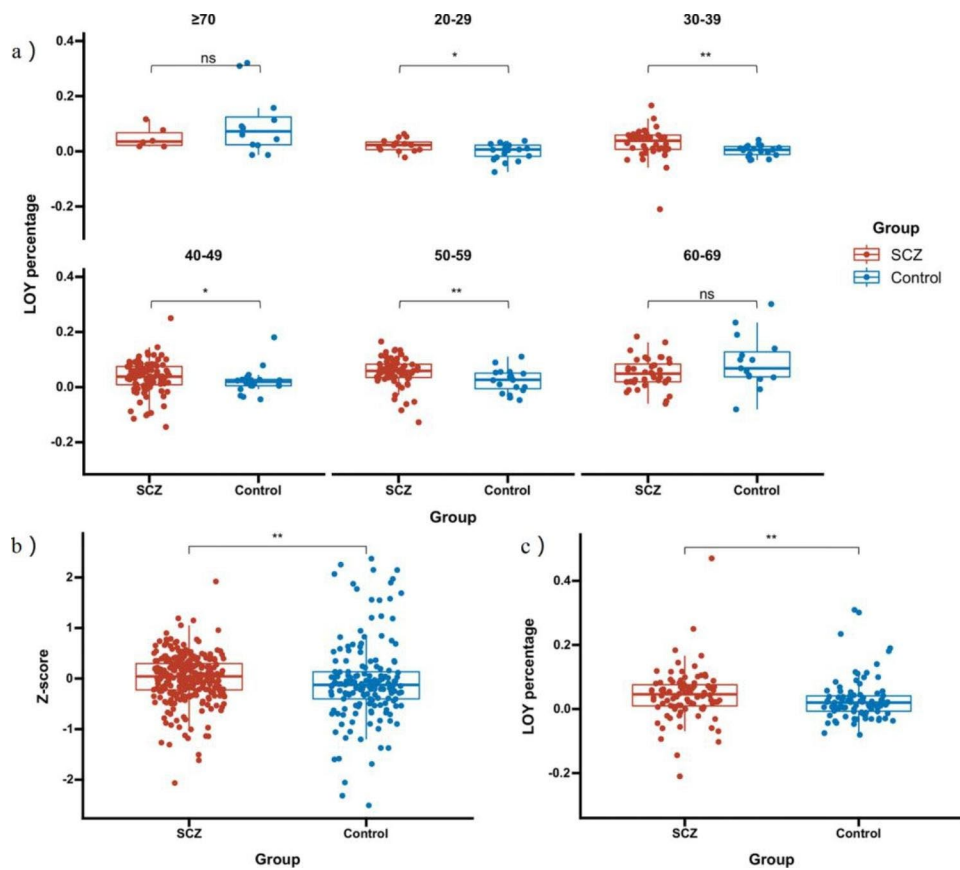 ≥70 20-29 30-39
a )
0.4
ns * **
0.2
0.0
-0.2
LOY percentage
Group
SCZ
Control
40-49 50-59 60-69
0.4
* ** ns
0.2
0.0
-0.2
SCZ Control SCZ Control SCZ Control
Group
b )
**
2
1
0
-1
-2
Z-score
SCZ Control
Group
c )
**
0.4
0.2
0.0
-0.2
LOY percentage
SCZ Control
Group